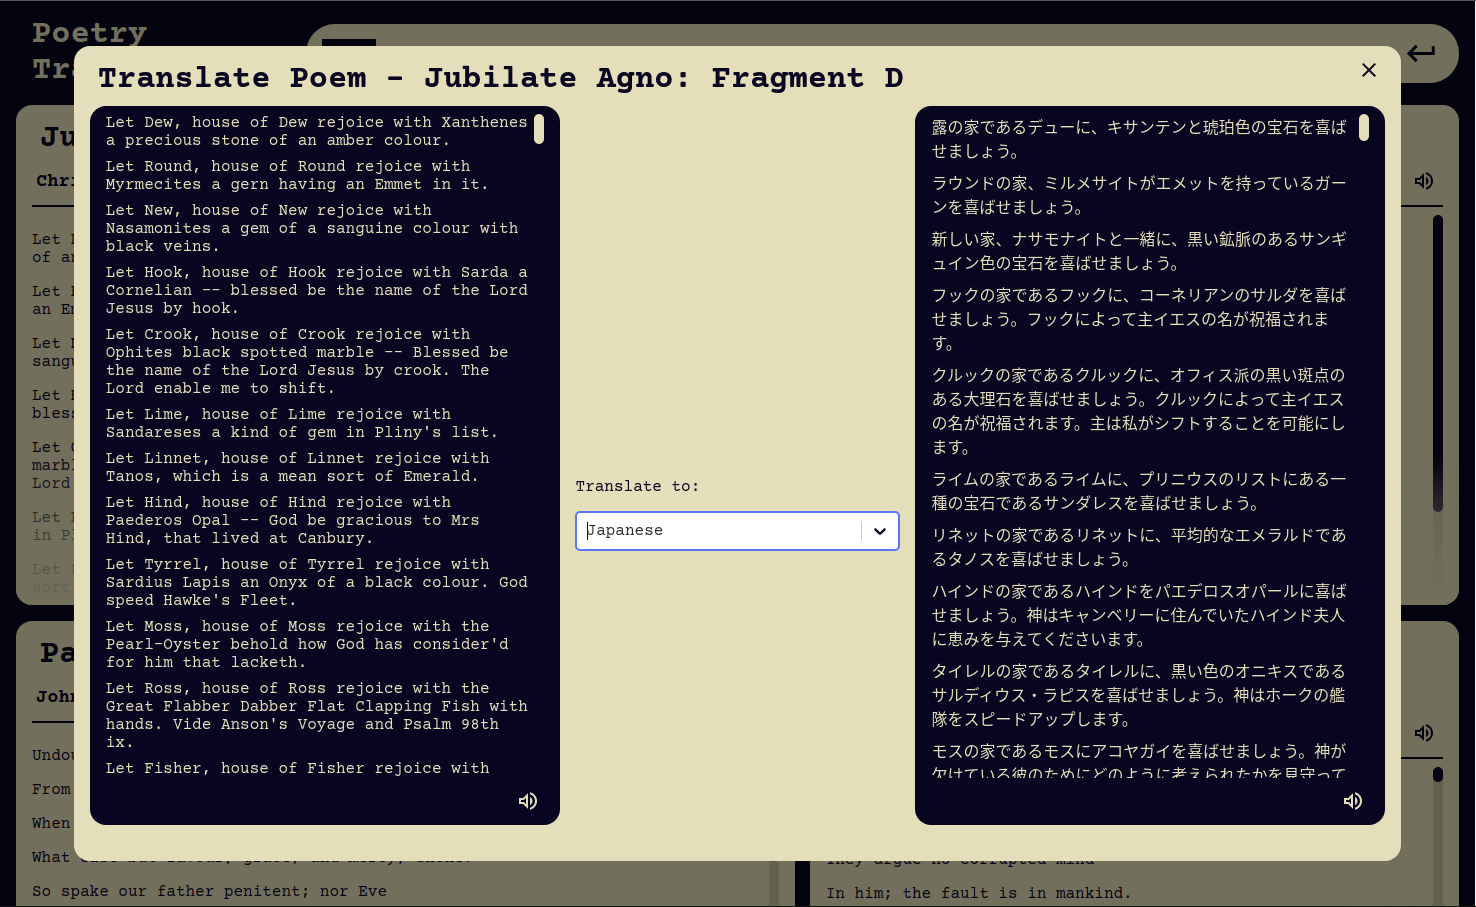 Poetry
Translate Poem - Jubilate Agno: Fragment D
Let Dew, house of Dew rejoice with Xanthenes
a precious stone of an amber colour.
Let Round, house of Round rejoice with
Myrmecites a gern having an Emmet in it.
Let New, house of New rejoice with
Nasamonites a gem of a sanguine colour with
black veins.
Let Hook, house of Hook rejoice with Sarda a
Cornelian -- blessed be the name of the Lord
Jesus by hook.
Let Crook, house of Crook rejoice with
Ophites black spotted marble -- Blessed be
the name of the Lord Jesus by crook. The
Lord enable me to shift.
Let Lime, house of Lime rejoice with
Sandareses a kind of gem in Pliny's list.
Let Linnet, house of Linnet rejoice with
Tanos, which is a mean sort of Emerald.
Let Hind, house of Hind rejoice with
Paederos Opal -- God be gracious to Mrs
Hind, that lived at Canbury.
Let Tyrrel, house of Tyrrel rejoice with
Sardius Lapis an Onyx of a black colour. God
speed Hawke's Fleet.
Let Moss, house of Moss rejoice with the
Pearl-Oyster behold how God has consider'd
for him that lacketh.
Let Ross, house of Ross rejoice with the
Great Flabber Dabber Flat Clapping Fish with
hands. Vide Anson's Voyage and Psalm 98th
ix.
Let Fisher, house of Fisher rejoice with
Translate to:
Japanese
露の家であるデューに、キサンテンと琥珀色の宝石を喜ば
せましょう。
ラウンドの家、ミルメサイトがエメットを持っているガー
ンを喜ばせましょう。
新しい家、ナサモナイトと一緒に、黒い鉱脈のあるサンギ
ュイン色の宝石を喜ばせましょう。
フックの家であるフックに、コーネリアンのサルダを喜ば
せましょう。フックによって主イエスの名が祝福されま
す。
クルックの家であるクルックに、オフィス派の黒い斑点の
ある大理石を喜ばせましょう。クルックによって主イエス
の名が祝福されます。主は私がシフトすることを可能にし
ます。
ライムの家であるライムに、プリニウスのリストにある一
種の宝石であるサンダレスを喜ばせましょう。
リネットの家であるリネットに、平均的なエメラルドであ
るタノスを喜ばせましょう。
ハインドの家であるハインドをパエデロスオパールに喜ば
せましょう。神はキャンベリーに住んでいたハインド夫人
に恵みを与えてくださいます。
タイレルの家であるタイレルに、黒い色のオニキスである
サルディウス・ラピスを喜ばせましょう。神はホークの艦
隊をスピードアップします。
モスの家であるモスにアコヤガイを喜ばせましょう。神が
欠けている彼のためにどのように考えられたかを見守って
Let
of
Let
an
Let
Let
Let
Lord
Let
in
Let
From
When
What
So spake our father penitent; nor Eve
In him; the fault is in mankind.